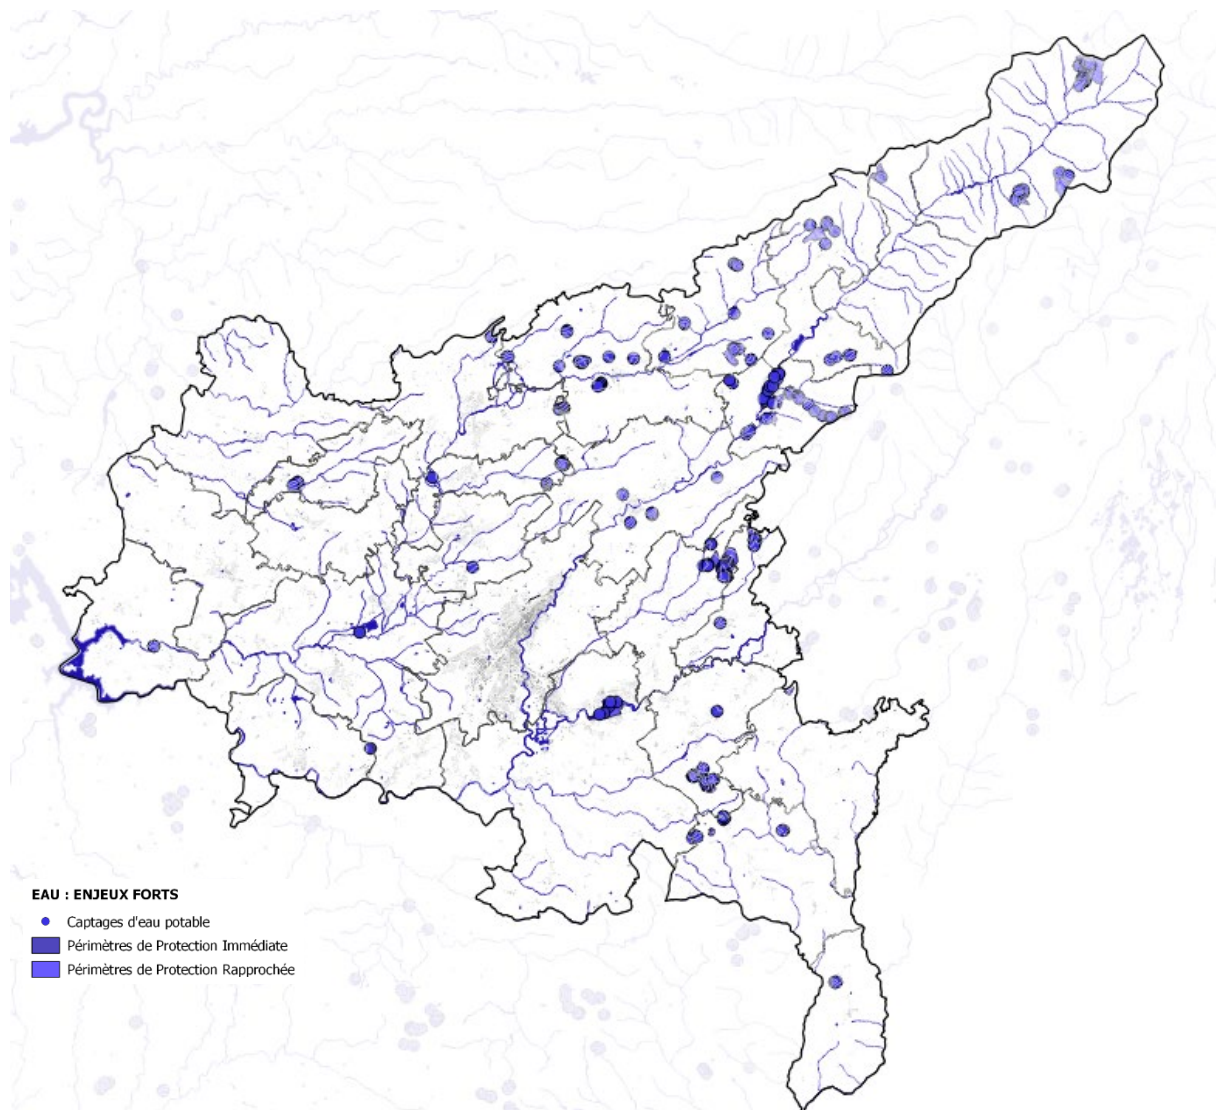 EAU : ENJEUX FORTS
Captages d'eau potable
Périmètres de Protection Immédiate
Périmètres de Protection Rapprochée